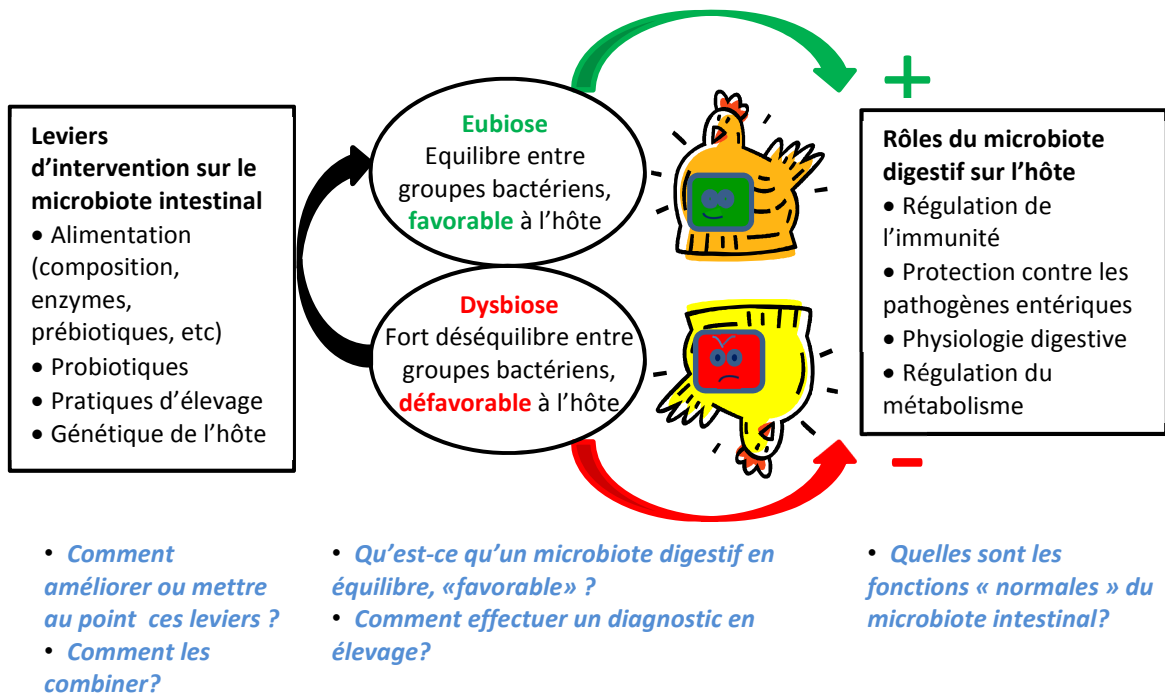 Leviers
d’intervention sur le
microbiote intestinal
• Alimentation
(composition,
enzymes,
prébiotiques, etc)
• Probiotiques
• Pratiques d’élevage
• Génétique de l’hôte
Eubiose
Equilibre entre
groupes bactériens,
favorable à l’hôte
Dysbiose
Fort déséquilibre entre
groupes bactériens,
défavorable à l’hôte
+
Rôles du microbiote
digestif sur l’hôte
• Régulation de
l’immunité
• Protection contre les
pathogènes entériques
• Physiologie digestive
• Régulation du
métabolisme
-
• Comment
améliorer ou mettre
au point ces leviers ?
• Comment les
combiner?
• Qu’est-ce qu’un microbiote digestif en
équilibre, «favorable» ?
• Comment effectuer un diagnostic en
élevage?
• Quelles sont les
fonctions « normales » du
microbiote intestinal?